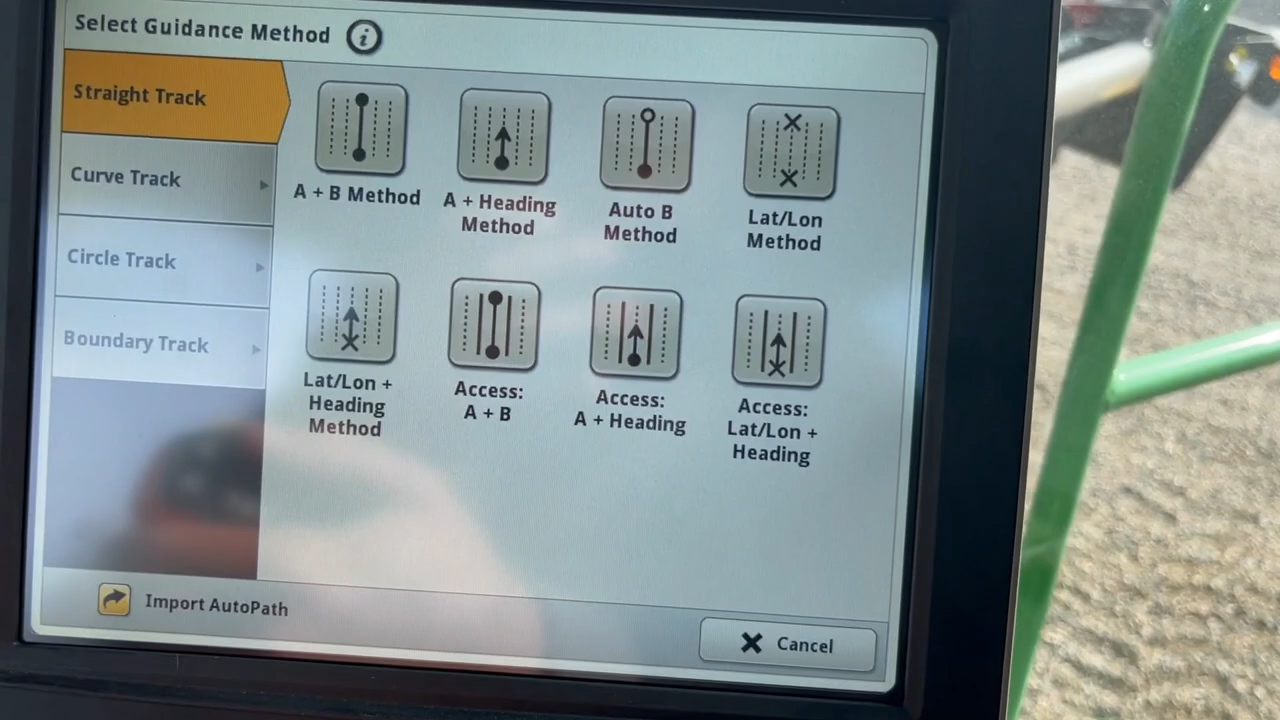 Select Guidance Method i
Straight Track
Curve Track
Circle Track
Boundary Track
A + B Method
A + Heading
Method
Auto B
Method
Lat/Lon
Method
Lat/Lon +
Heading
Method
Access:
A + B
Access:
A + Heading
Access:
Lat/Lon +
Heading
Import AutoPath
Cancel